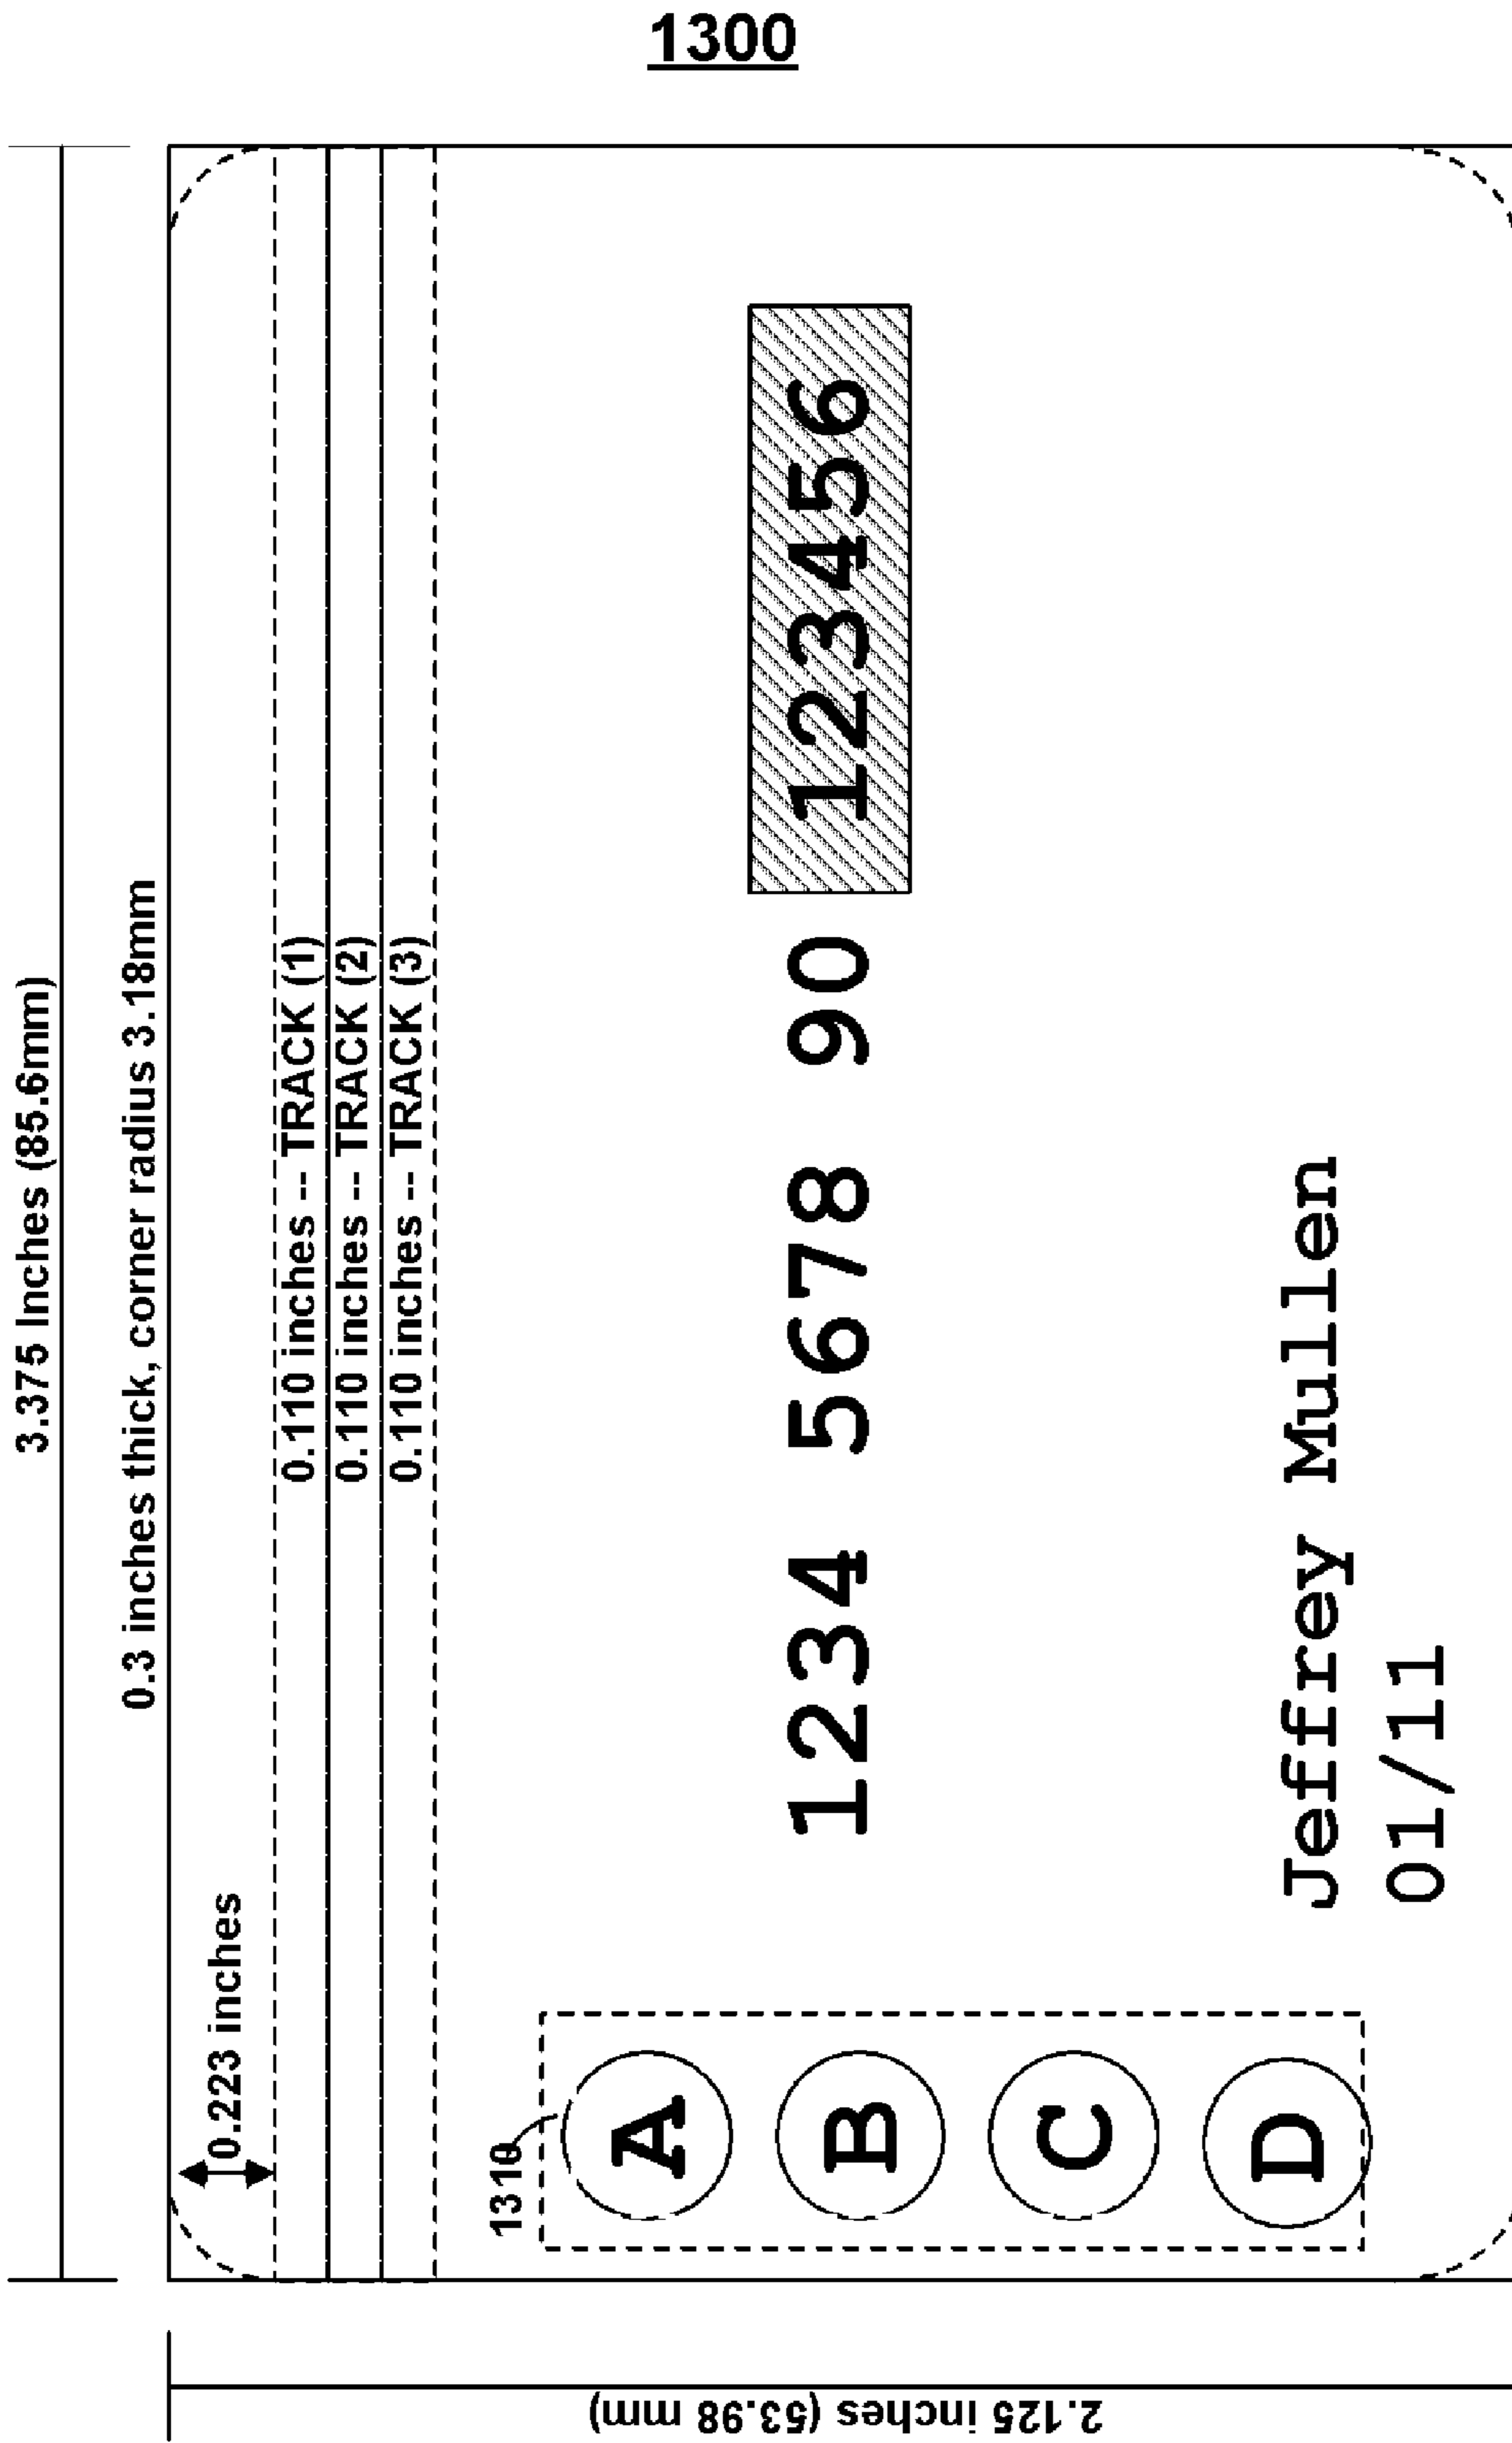 1300
3.375 Inches (85.6mm)
0.3 inches thick, corner radius 3.18mm
0.223 inches
0.110 inches -- TRACK (1)
0.110 inches -- TRACK (2)
0.110 inches -- TRACK (3)
1310
A
B
C
D
1234 5678 90 123456
Jeffrey Mullen
01/11
2.125 inches (53.98 mm)